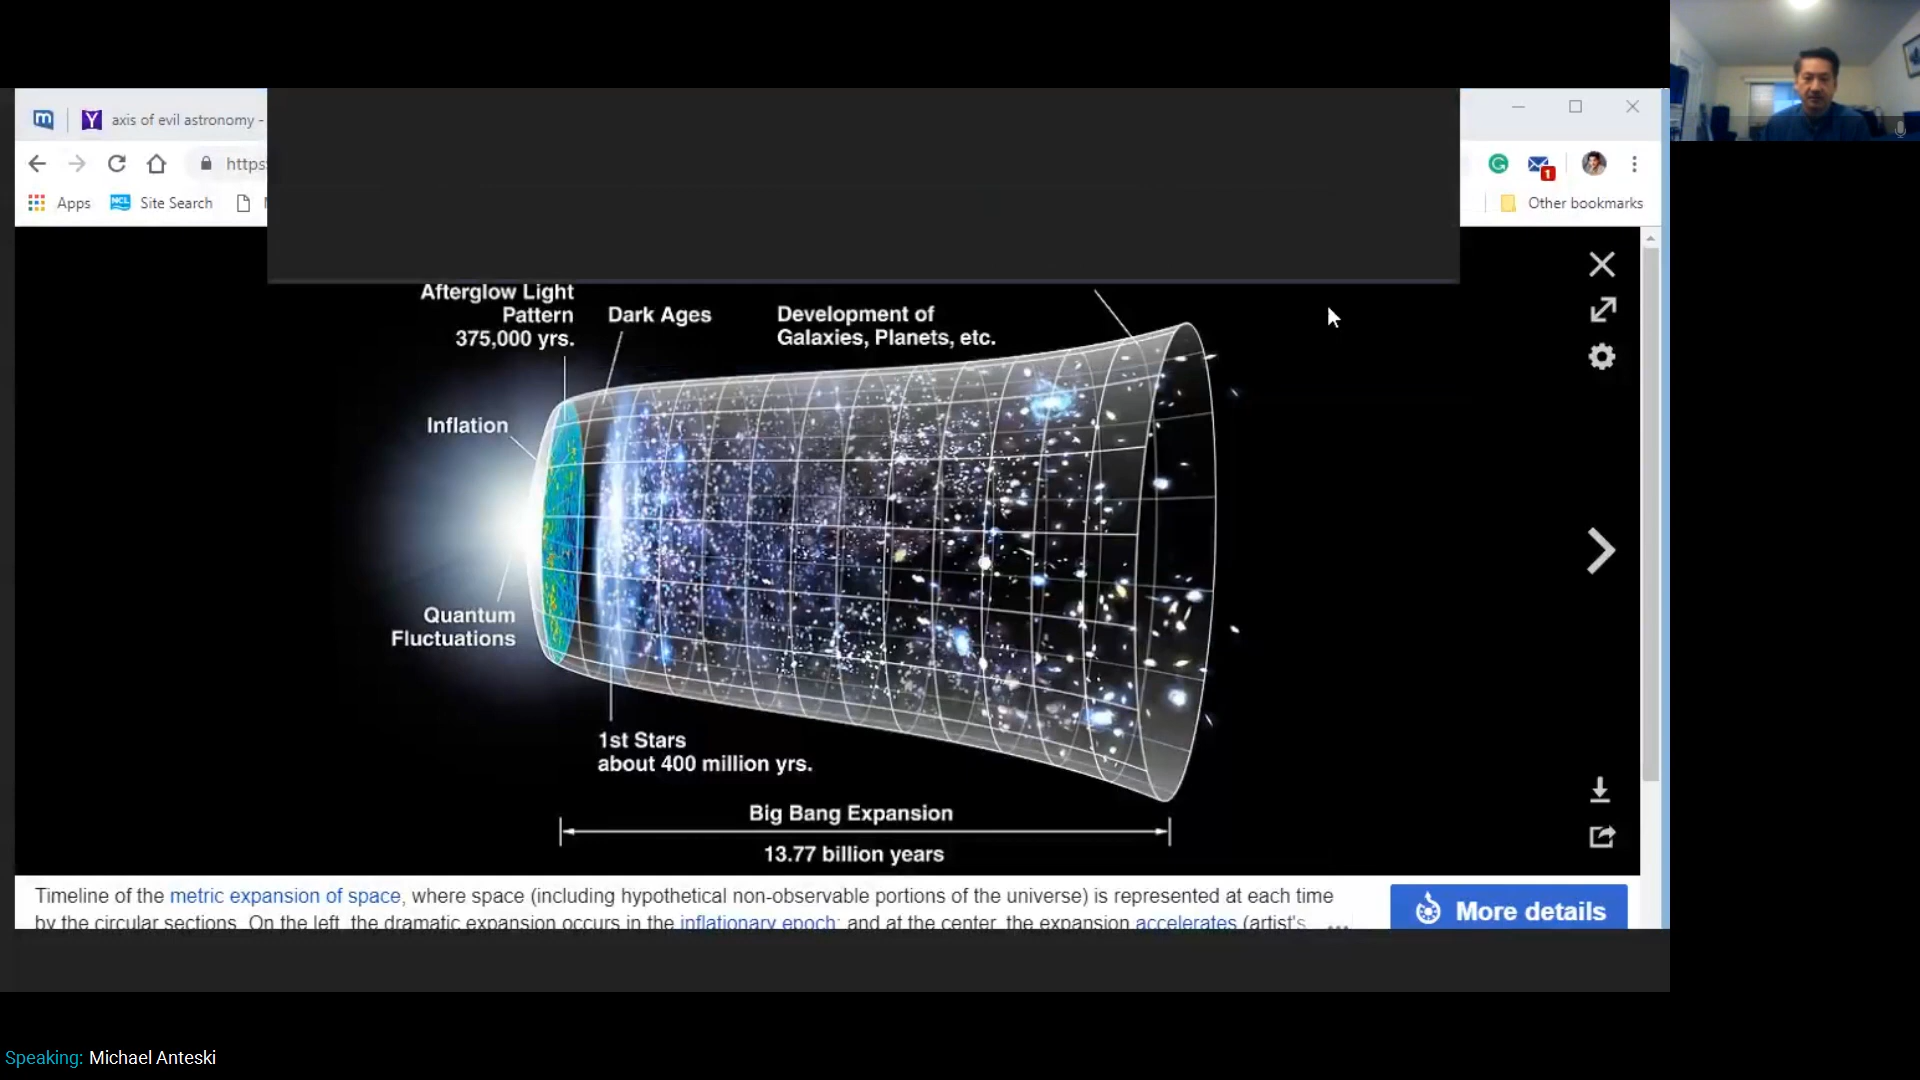 axis of evil astronomy -
https:
Apps
NCL
Site Search
1
Other bookmarks
Afterglow Light
Pattern
375,000 yrs.
Dark Ages
Development of
Galaxies, Planets, etc.
Inflation
Quantum
Fluctuations
1st Stars
about 400 million yrs.
Big Bang Expansion
13.77 billion years
Timeline of the metric expansion of space, where space (including hypothetical non-observable portions of the universe) is represented at each time
by the circular sections. On the left, the dramatic expansion occurs in the inflationary epoch; and at the center, the expansion accelerates (artist's ...
More details
Speaking: Michael Anteski